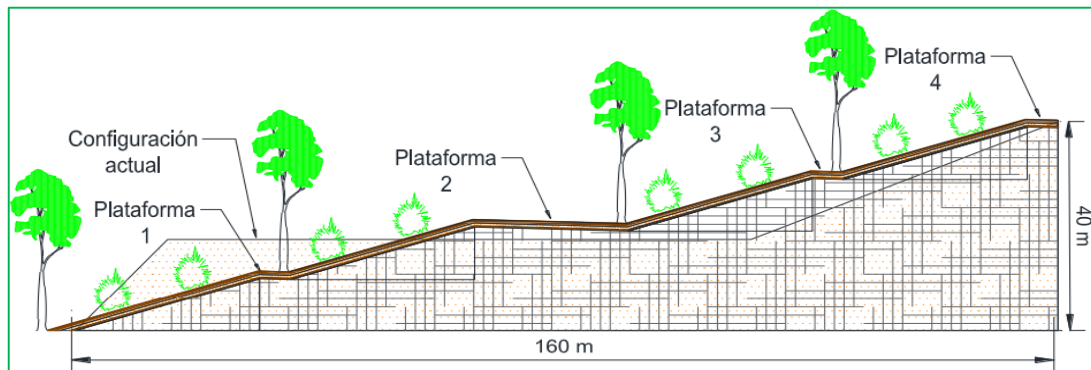 Plataforma
4
Plataforma
3
Configuración
actual
Plataforma
2
Plataforma
1
40 m
160 m